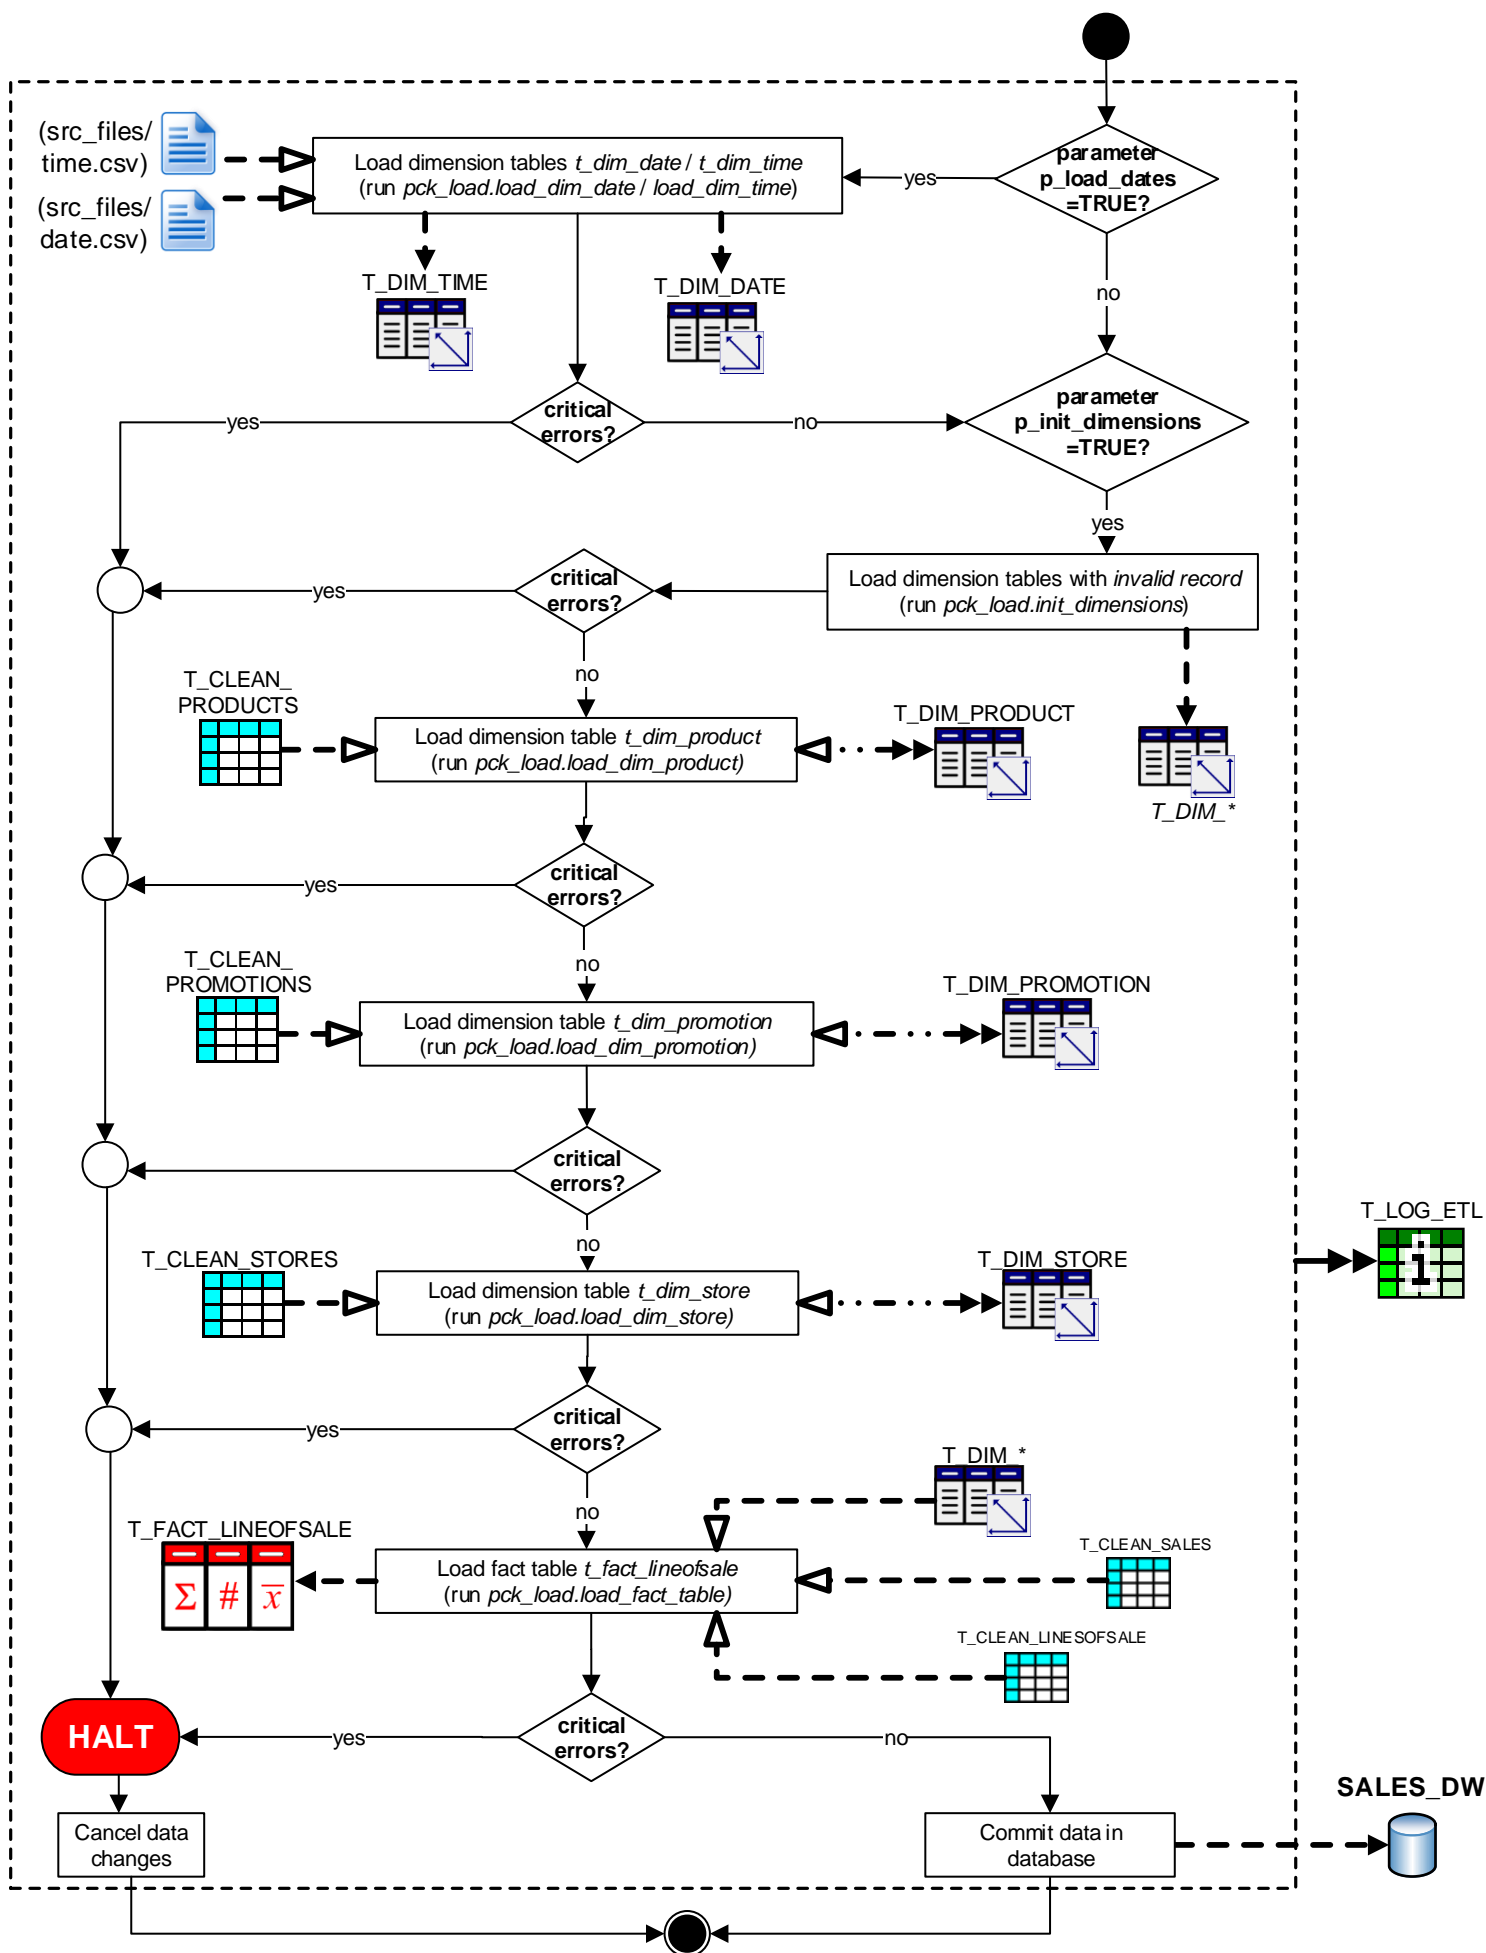 (src_files/
time.csv)
(src_files/
date.csv)
Load dimension tables t_dim_date / t_dim_time
(run pck_load.load_dim_date / load_dim_time)
yes
parameter
p_load_dates
=TRUE?
T_DIM_TIME
T_DIM_DATE
no
yes
critical
errors?
no
parameter
p_init_dimensions
=TRUE?
yes
yes
critical
errors?
Load dimension tables with invalid record
(run pck_load.init_dimensions)
no
T_CLEAN_
PRODUCTS
Load dimension table t_dim_product
(run pck_load.load_dim_product)
T_DIM_PRODUCT
T_DIM_*
yes
critical
errors?
no
T_CLEAN_
PROMOTIONS
Load dimension table t_dim_promotion
(run pck_load.load_dim_promotion)
T_DIM_PROMOTION
critical
errors?
no
T_LOG_ETL
i
T_CLEAN_STORES
Load dimension table t_dim_store
(run pck_load.load_dim_store)
T_DIM_STORE
yes
critical
errors?
no
T_DIM_*
T_FACT_LINEOFSALE
Σ # x̅
Load fact table t_fact_lineofsale
(run pck_load.load_fact_table)
T_CLEAN_SALES
T_CLEAN_LINESOFSALE
HALT
yes
critical
errors?
no
Cancel data
changes
Commit data in
database
SALES_DW